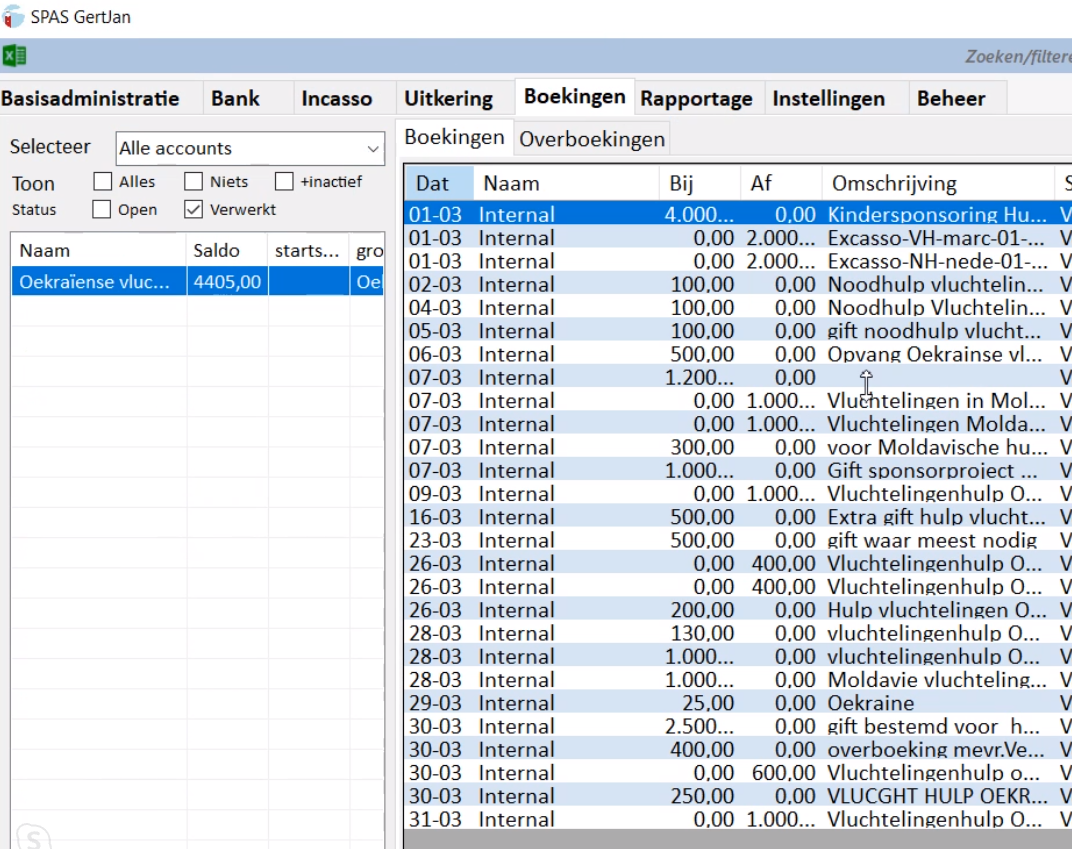 SPAS GertJan
Zoeken/filtere
Basisadministratie Bank Incasso Uitkering Boekingen Rapportage Instellingen Beheer
Selecteer Alle accounts
Toon Alles Niets +inactief
Status Open Verwerkt
Naam Saldo starts... gro
Oekraïense vluc... 4405,00 Oel
Boekingen Overboekingen
Dat Naam Bij Af Omschrijving S
01-03 Internal 4.000... 0,00 Kindersponsoring Hu... V
01-03 Internal 0,00 2.000... Excasso-VH-marc-01-... V
01-03 Internal 0,00 2.000... Excasso-NH-nede-01-... V
02-03 Internal 100,00 0,00 Noodhulp vluchtelin... V
04-03 Internal 100,00 0,00 Noodhulp Vluchtelin... V
05-03 Internal 100,00 0,00 gift noodhulp vlucht... V
06-03 Internal 500,00 0,00 Opvang Oekrainse vl... V
07-03 Internal 1.200... 0,00 V
07-03 Internal 0,00 1.000... Vluchtelingen in Mol... V
07-03 Internal 0,00 1.000... Vluchtelingen Molda... V
07-03 Internal 300,00 0,00 voor Moldavische hu... V
07-03 Internal 1.000... 0,00 Gift sponsorproject ... V
09-03 Internal 0,00 1.000... Vluchtelingenhulp O... V
16-03 Internal 500,00 0,00 Extra gift hulp vlucht... V
23-03 Internal 500,00 0,00 gift waar meest nodig V
26-03 Internal 0,00 400,00 Vluchtelingenhulp O... V
26-03 Internal 0,00 400,00 Vluchtelingenhulp O... V
26-03 Internal 200,00 0,00 Hulp vluchtelingen O... V
28-03 Internal 130,00 0,00 vluchtelingenhulp O... V
28-03 Internal 1.000... 0,00 vluchtelingenhulp O... V
28-03 Internal 1.000... 0,00 Moldavie vluchteling... V
29-03 Internal 25,00 0,00 Oekraine V
30-03 Internal 2.500... 0,00 gift bestemd voor h... V
30-03 Internal 400,00 0,00 overboeking mevr.Ve... V
30-03 Internal 0,00 600,00 Vluchtelingenhulp o... V
30-03 Internal 250,00 0,00 VLUCGHT HULP OEKR... V
31-03 Internal 0,00 1.000... Vluchtelingenhulp O... V